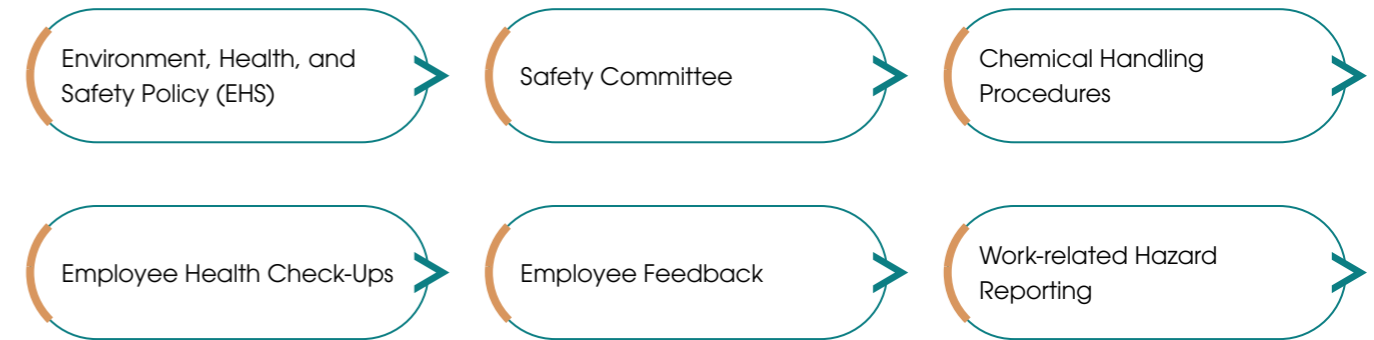 Environment, Health, and
Safety Policy (EHS)
Safety Committee
Chemical Handling
Procedures
Employee Health Check-Ups
Employee Feedback
Work-related Hazard
Reporting